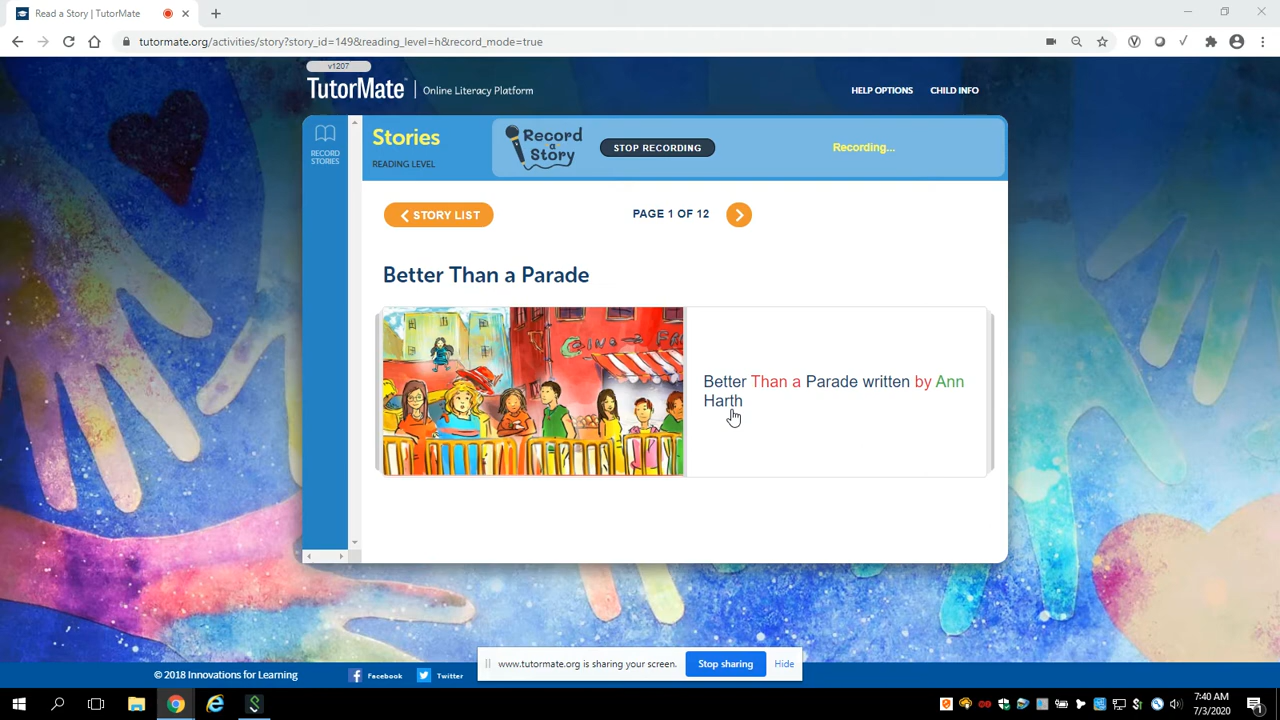 Read a Story | TutorMate
tutormate.org/activities/story?story_id=149&reading_level=h&record_mode=true
v1207
TutorMate Online Literacy Platform
HELP OPTIONS CHILD INFO
RECORD
STORIES
Stories
READING LEVEL
Record
a
Story
STOP RECORDING
Recording...
STORY LIST
PAGE 1 OF 12
Better Than a Parade
Better Than a Parade written by Ann
Harth
© 2018 Innovations for Learning
Facebook
Twitter
www.tutormate.org is sharing your screen.
Stop sharing
Hide
7:40 AM
7/3/2020